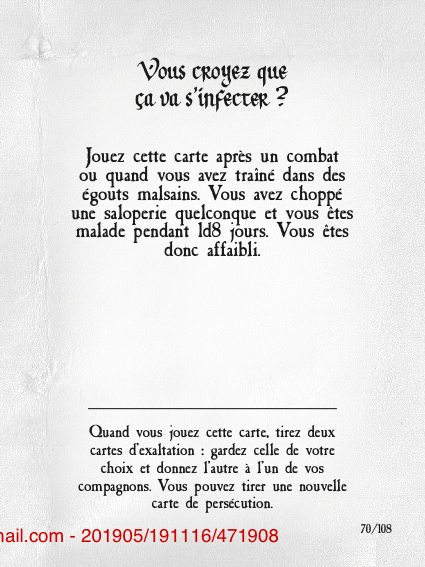 Vous croyez que
ça va s'infecter ?
Jouez cette carte après un combat
ou quand vous avez traîné dans des
égouts malsains. Vous avez choppé
une saloperie quelconque et vous êtes
malade pendant 1d8 jours. Vous êtes
donc affaibli.
Quand vous jouez cette carte, tirez deux
cartes d'exaltation : gardez celle de votre
choix et donnez l'autre à l'un de vos
compagnons. Vous pouvez tirer une nouvelle
carte de persécution.
70/108
ail.com - 201905/191116/471908